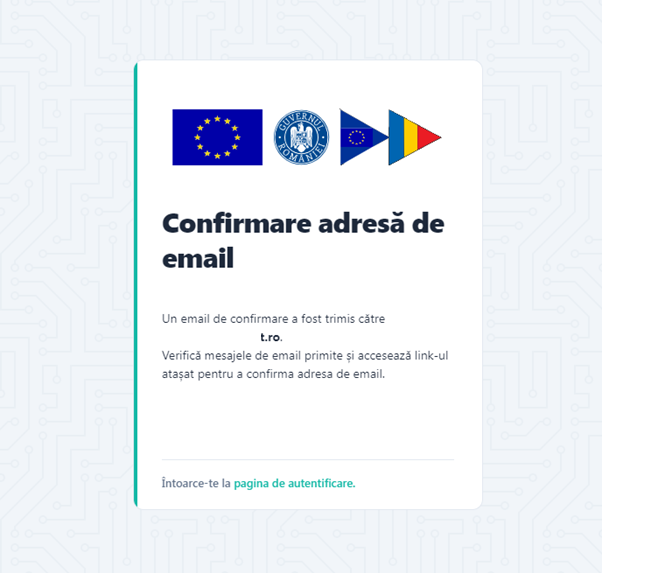 GUVERNUL ROMÂNIEI
Confirmare adresă de
email
Un email de confirmare a fost trimis către
t.ro.
Verifică mesajele de email primite și accesează link-ul
atașat pentru a confirma adresa de email.
Întoarce-te la pagina de autentificare.